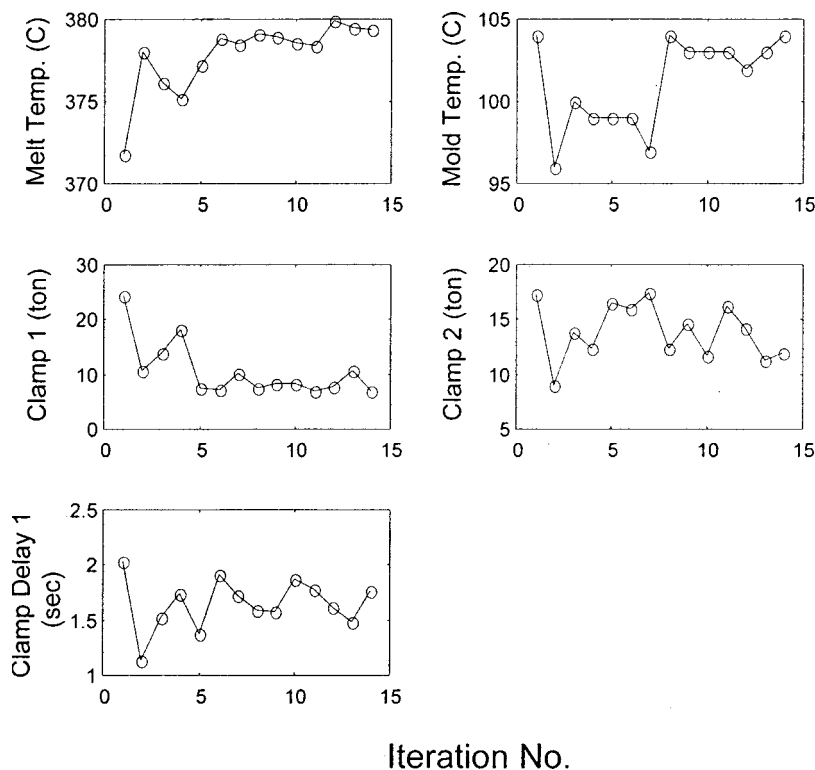 380
375
370
Melt Temp. (C)
0 5 10 15
105
100
95
Mold Temp. (C)
0 5 10 15
30
20
10
0
Clamp 1 (ton)
0 5 10 15
20
15
10
5
Clamp 2 (ton)
0 5 10 15
2.5
2
1.5
1
Clamp Delay 1
(sec)
0 5 10 15
Iteration No.